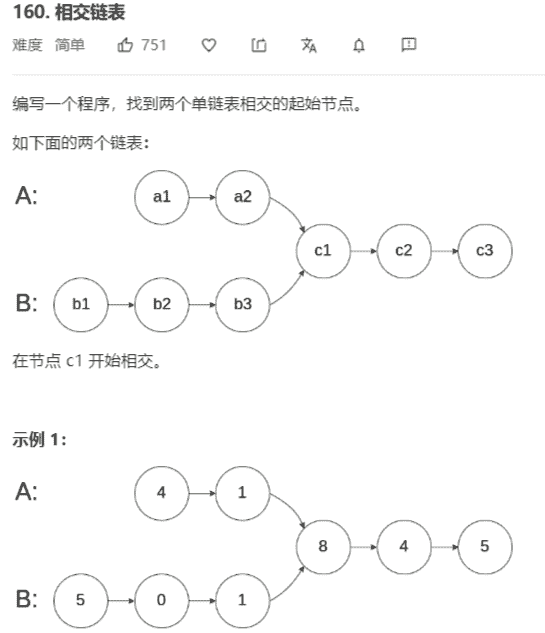 160. 相交链表
难度 简单 751
编写一个程序，找到两个单链表相交的起始节点。
如下面的两个链表：
A: a1 a2
c1 c2 c3
B: b1 b2 b3
在节点 c1 开始相交。
示例 1：
A: 4 1
8 4 5
B: 5 0 1